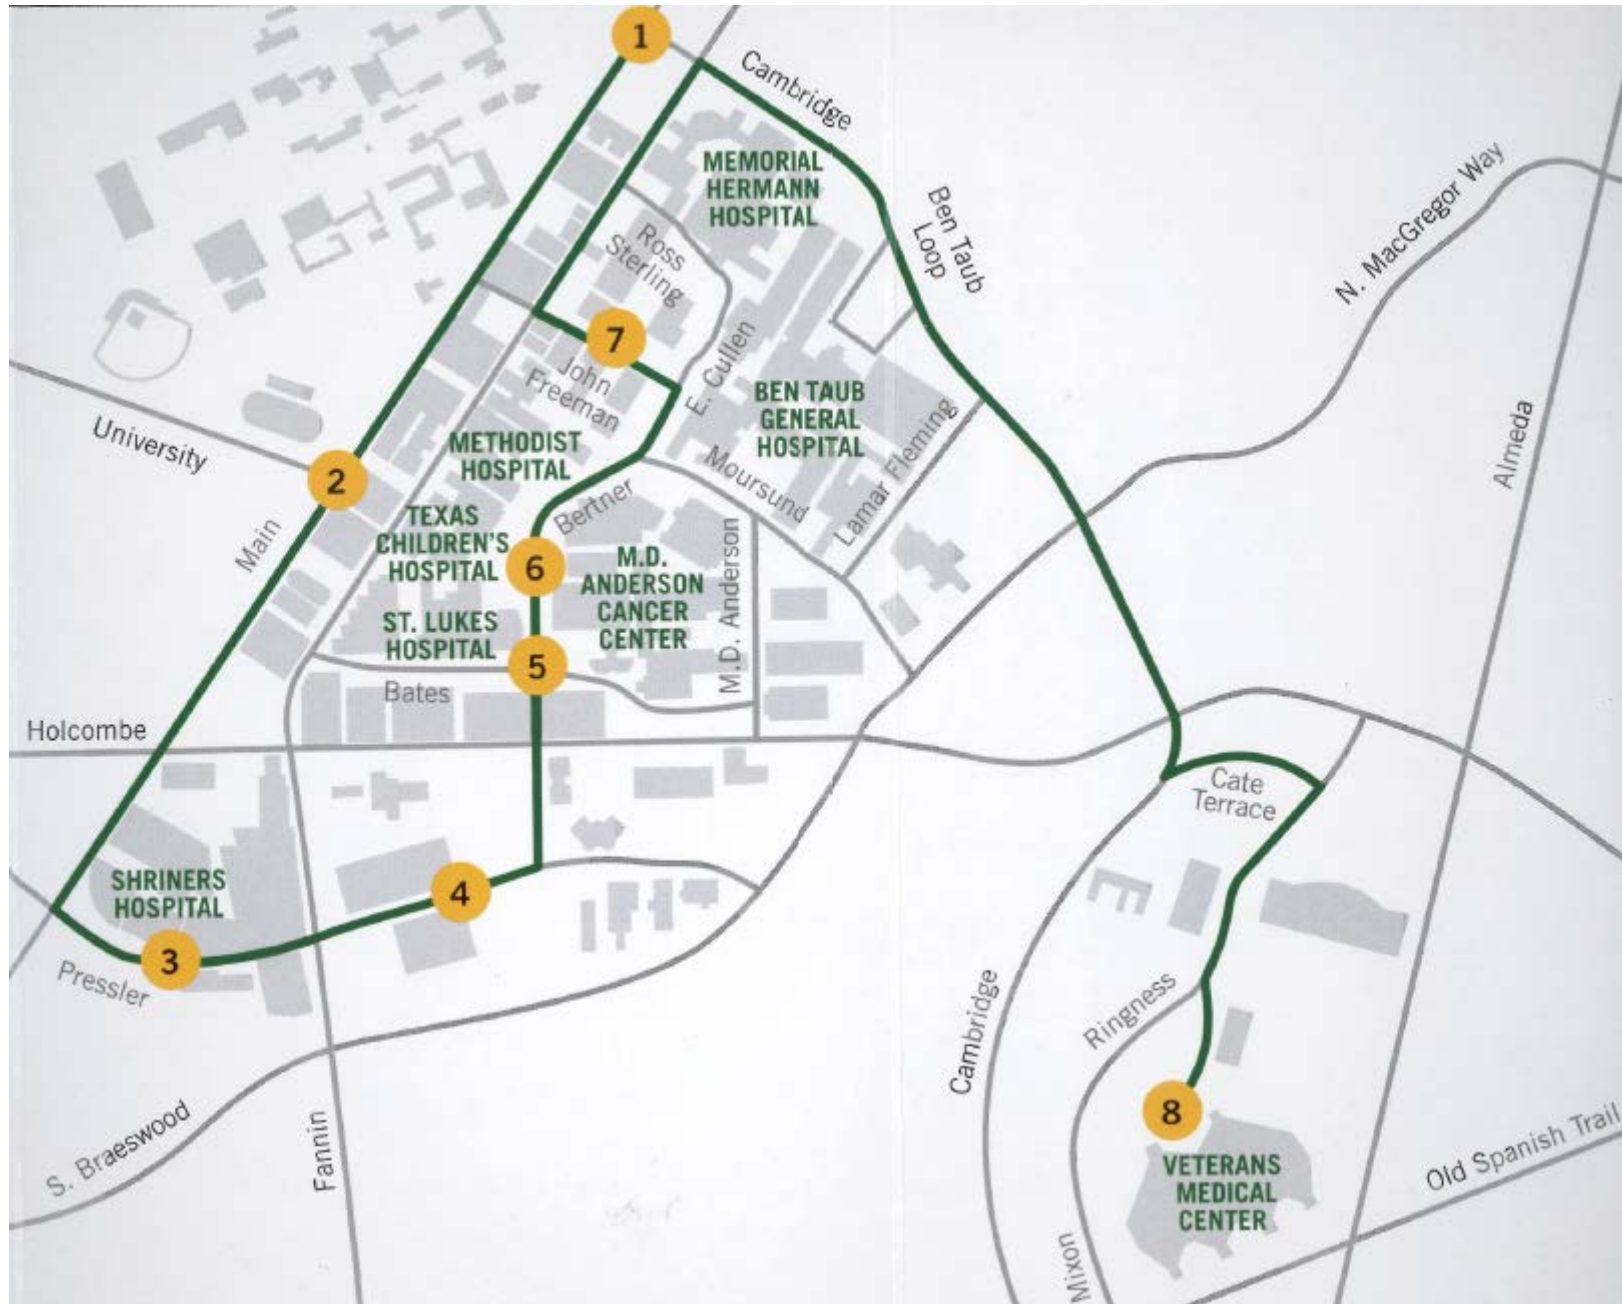 1
Cambridge
MEMORIAL
HERMANN
HOSPITAL
Ben Taub
Loop
N. MacGregor Way
Ross
Sterling
7
John
Freeman
E. Cullen
BEN TAUB
GENERAL
HOSPITAL
Almeda
University
METHODIST
HOSPITAL
2
Moursund
Lamar Fleming
Main
Bertner
TEXAS
CHILDREN'S
HOSPITAL
6
M.D.
ANDERSON
CANCER
CENTER
M.D. Anderson
ST. LUKES
HOSPITAL
5
Bates
Holcombe
Cate
Terrace
SHRINERS
HOSPITAL
4
3
Pressler
Cambridge
Ringness
8
S. Braeswood
Fannin
VETERANS
MEDICAL
CENTER
Old Spanish Trail
Mixon